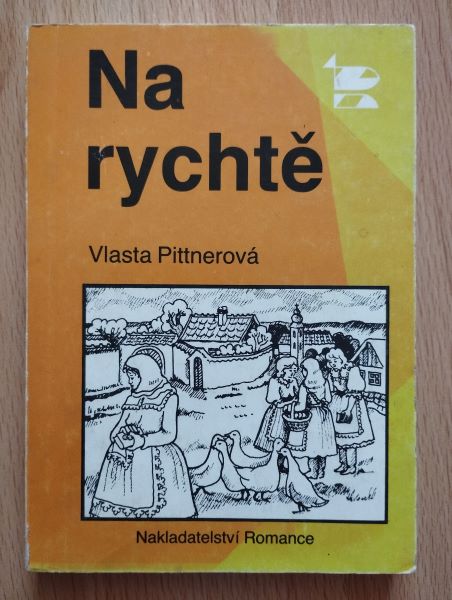 Na
rychtě
Vlasta Pittnerová
Nakladatelství Romance